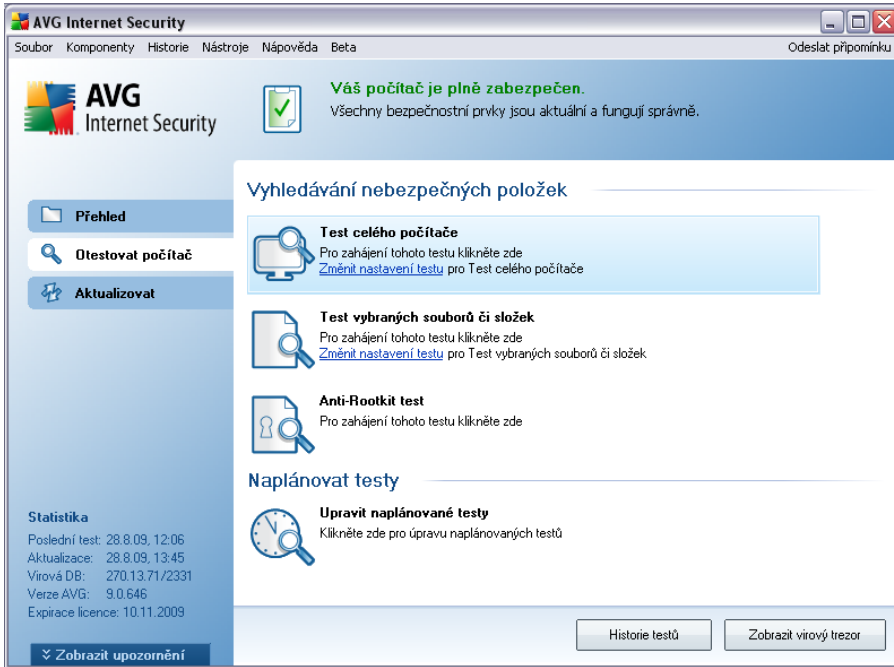 AVG Internet Security
Soubor Komponenty Historie Nástroje Nápověda Beta Odeslat připomínku
AVG
Internet Security
Váš počítač je plně zabezpečen.
Všechny bezpečnostní prvky jsou aktuální a fungují správně.
Přehled
Otestovat počítač
Aktualizovat
Vyhledávání nebezpečných položek
Test celého počítače
Pro zahájení tohoto testu klikněte zde
Změnit nastavení testu pro Test celého počítače
Test vybraných souborů či složek
Pro zahájení tohoto testu klikněte zde
Změnit nastavení testu pro Test vybraných souborů či složek
Anti-Rootkit test
Pro zahájení tohoto testu klikněte zde
Naplánovat testy
Upravit naplánované testy
Klikněte zde pro úpravu naplánovaných testů
Statistika
Poslední test: 28.8.09, 12:06
Aktualizace: 28.8.09, 13:45
Virová DB: 270.13.71/2331
Verze AVG: 9.0.646
Expirace licence: 10.11.2009
Zobrazit upozornění
Historie testů
Zobrazit virový trezor